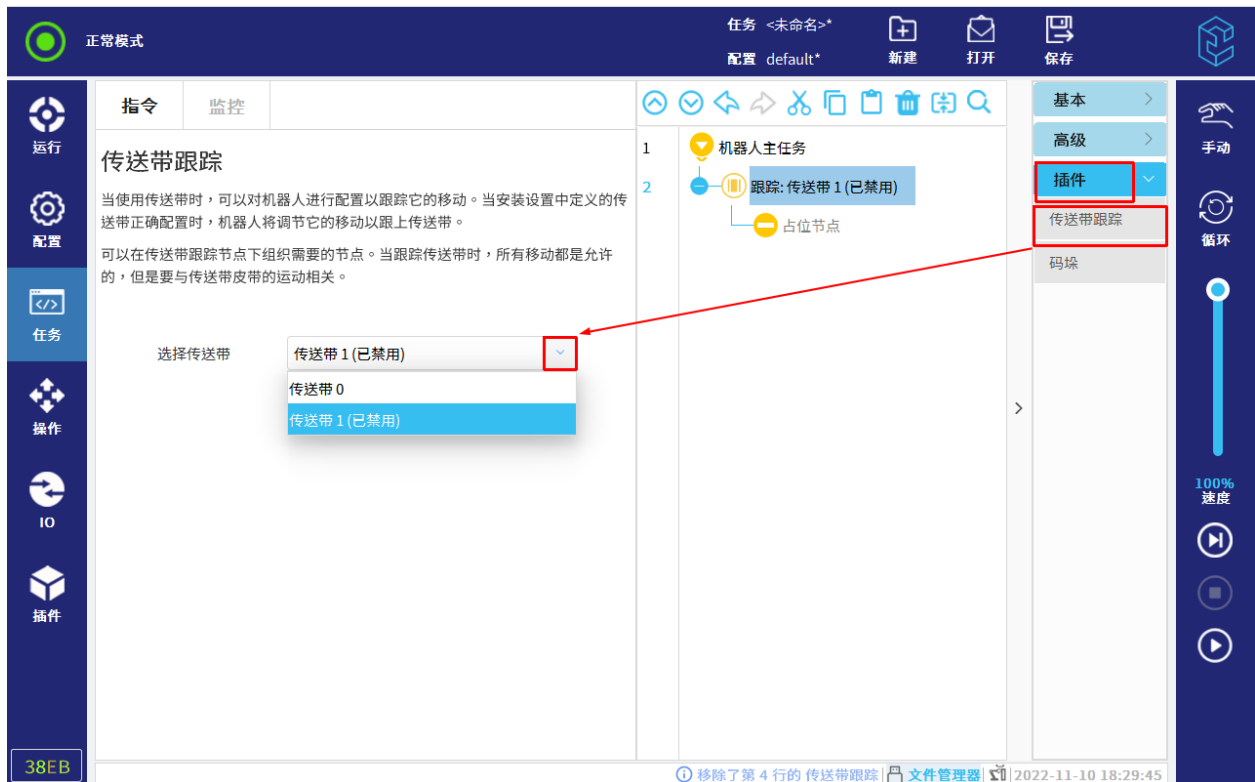 正常模式
任务 <未命名>*
配置 default*
新建
打开
保存
运行
配置
任务
操作
IO
插件
38EB
指令
监控
传送带跟踪
当使用传送带时，可以对机器人进行配置以跟踪它的移动。当安装设置中定义的传
送带正确配置时，机器人将调节它的移动以跟上传送带。
可以在传送带跟踪节点下组织需要的节点。当跟踪传送带时，所有移动都是允许
的，但是要与传送带皮带的运动相关。
选择传送带
传送带 1 (已禁用)
传送带 0
传送带 1 (已禁用)
1 机器人主任务
2 跟踪: 传送带 1 (已禁用)
占位节点
基本
高级
插件
传送带跟踪
码垛
手动
循环
100%
速度
移除了第 4 行的 传送带跟踪 文件管理器 2022-11-10 18:29:45